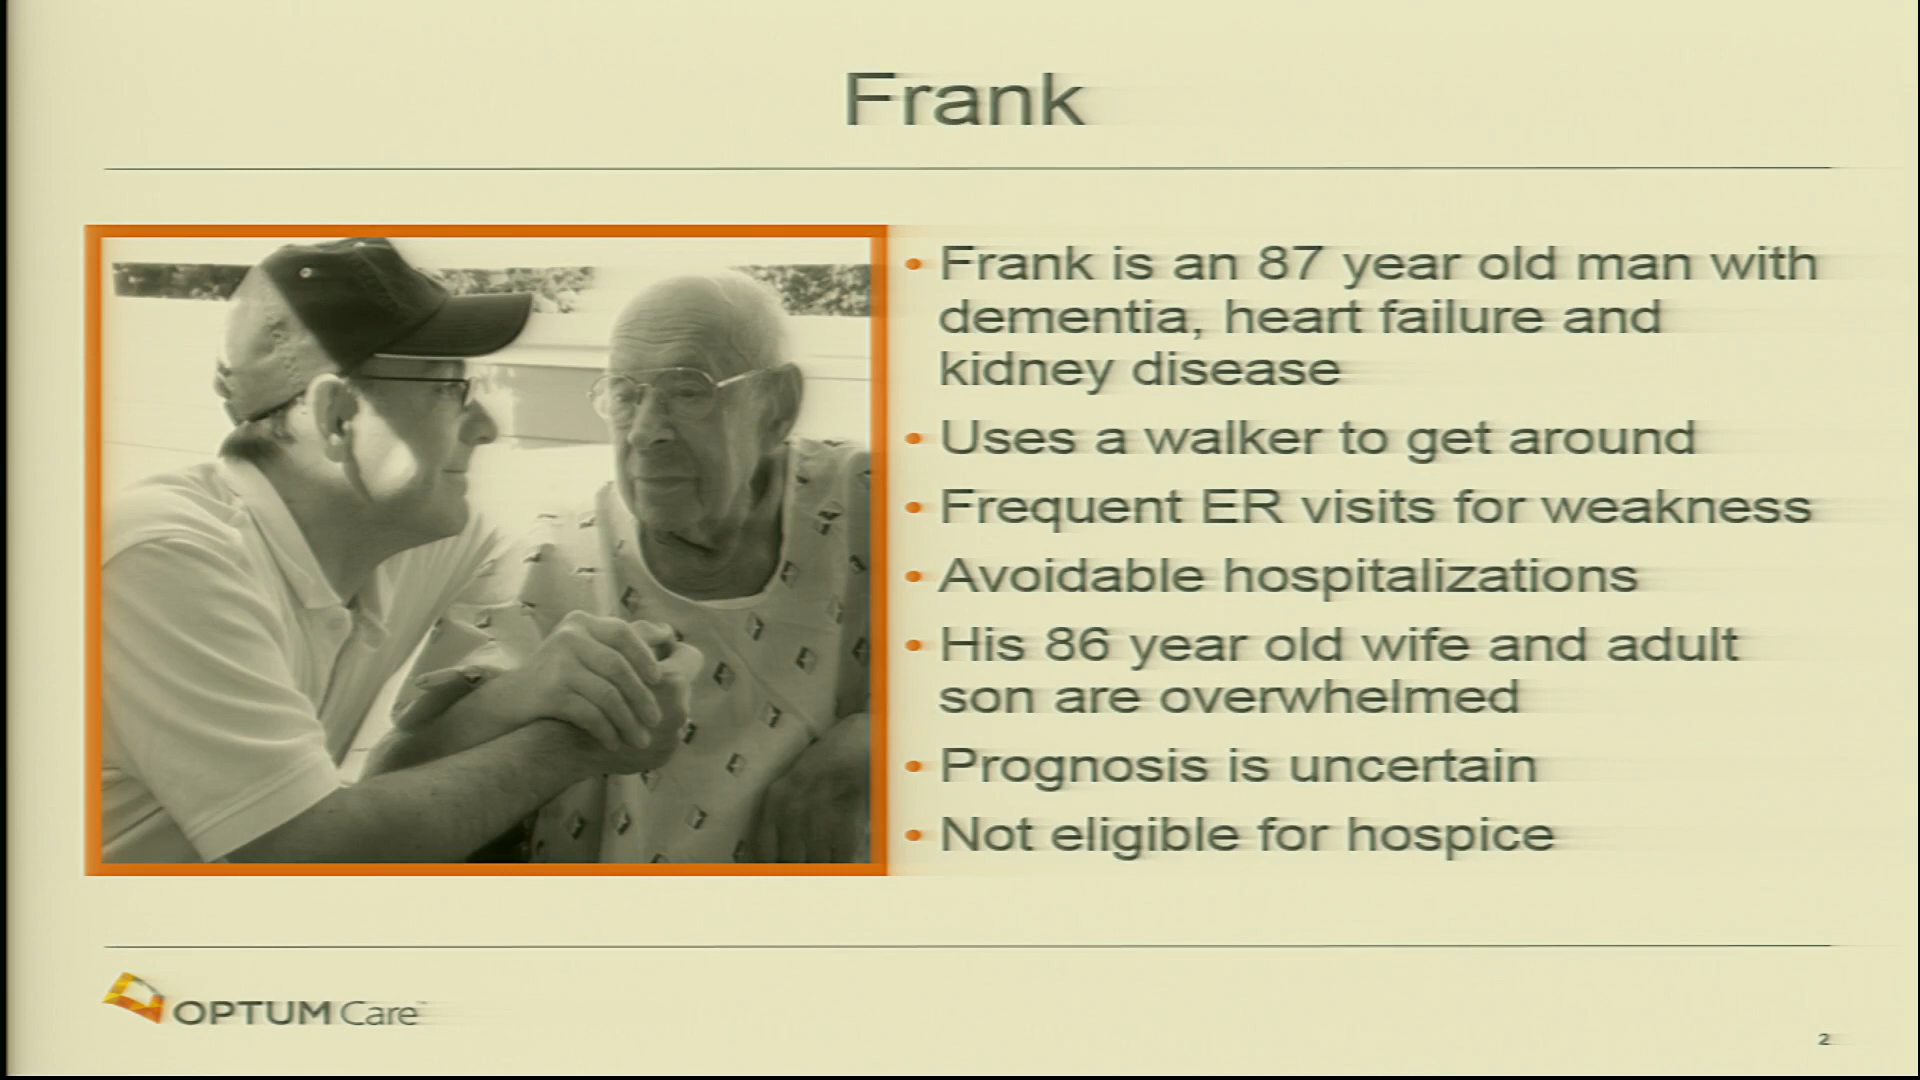 Frank
• Frank is an 87 year old man with
dementia, heart failure and
kidney disease
• Uses a walker to get around
• Frequent ER visits for weakness
• Avoidable hospitalizations
• His 86 year old wife and adult
son are overwhelmed
• Prognosis is uncertain
• Not eligible for hospice
OPTUM Care™
2